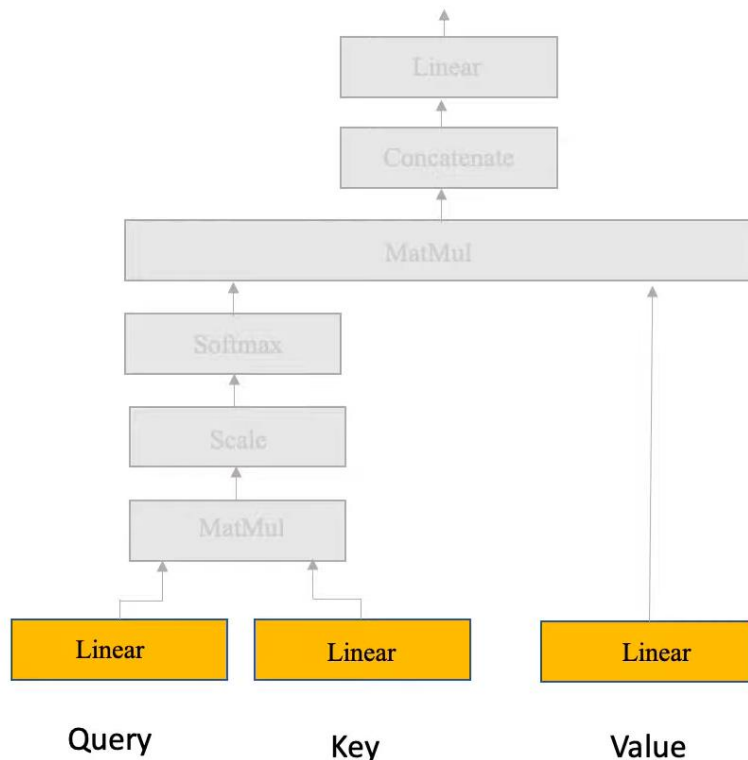 Linear
Concatenate
MatMul
Softmax
Scale
MatMul
Linear Linear Linear
Query Key Value